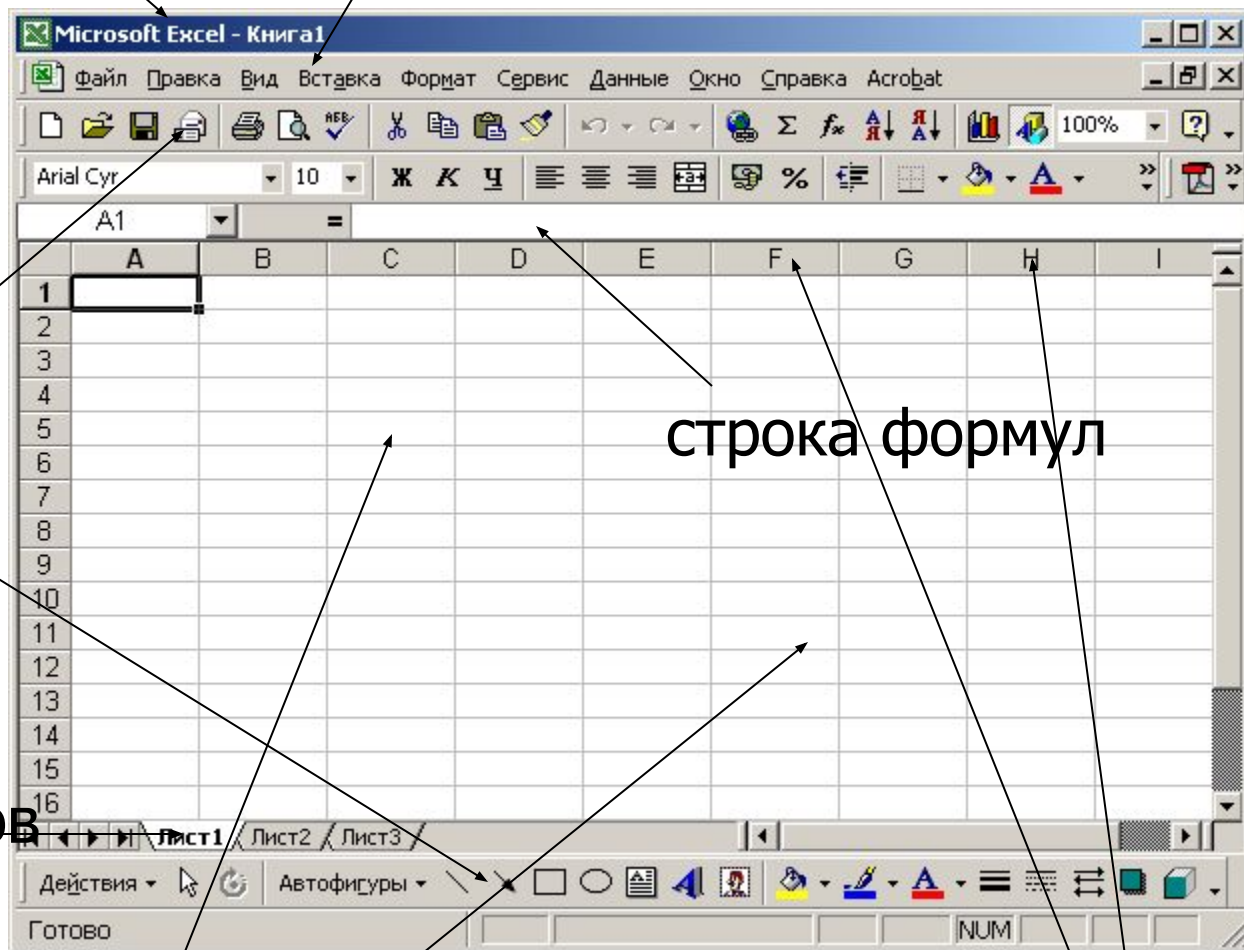 Microsoft Excel - Книга1
Файл Правка Вид Вставка Формат Сервис Данные Окно Справка Acrobat
100%
Arial Cyr 10 Ж К Ч %
A1 =
A B C D E F G H I
1
2
3
4
5
строка формул
6
7
8
9
10
11
12
13
14
15
16
ов
Лист1 Лист2 Лист3
Действия Автофигуры
Готово NUM